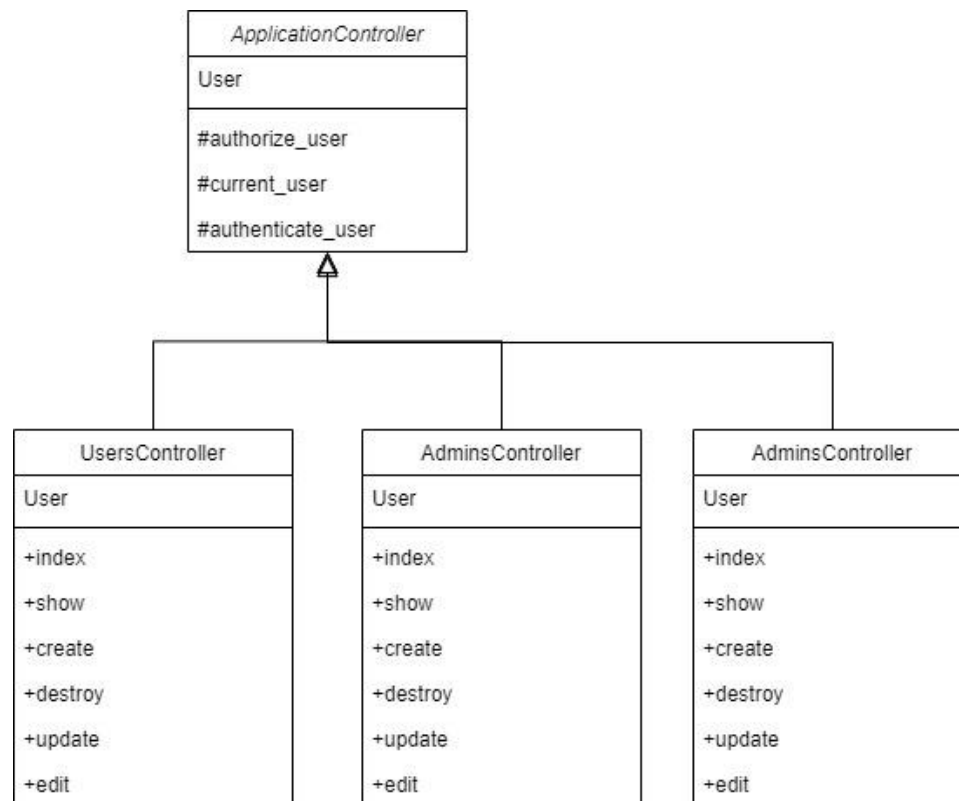 ApplicationController
User
#authorize_user
#current_user
#authenticate_user
UsersController
User
+index
+show
+create
+destroy
+update
+edit
AdminsController
User
+index
+show
+create
+destroy
+update
+edit
AdminsController
User
+index
+show
+create
+destroy
+update
+edit